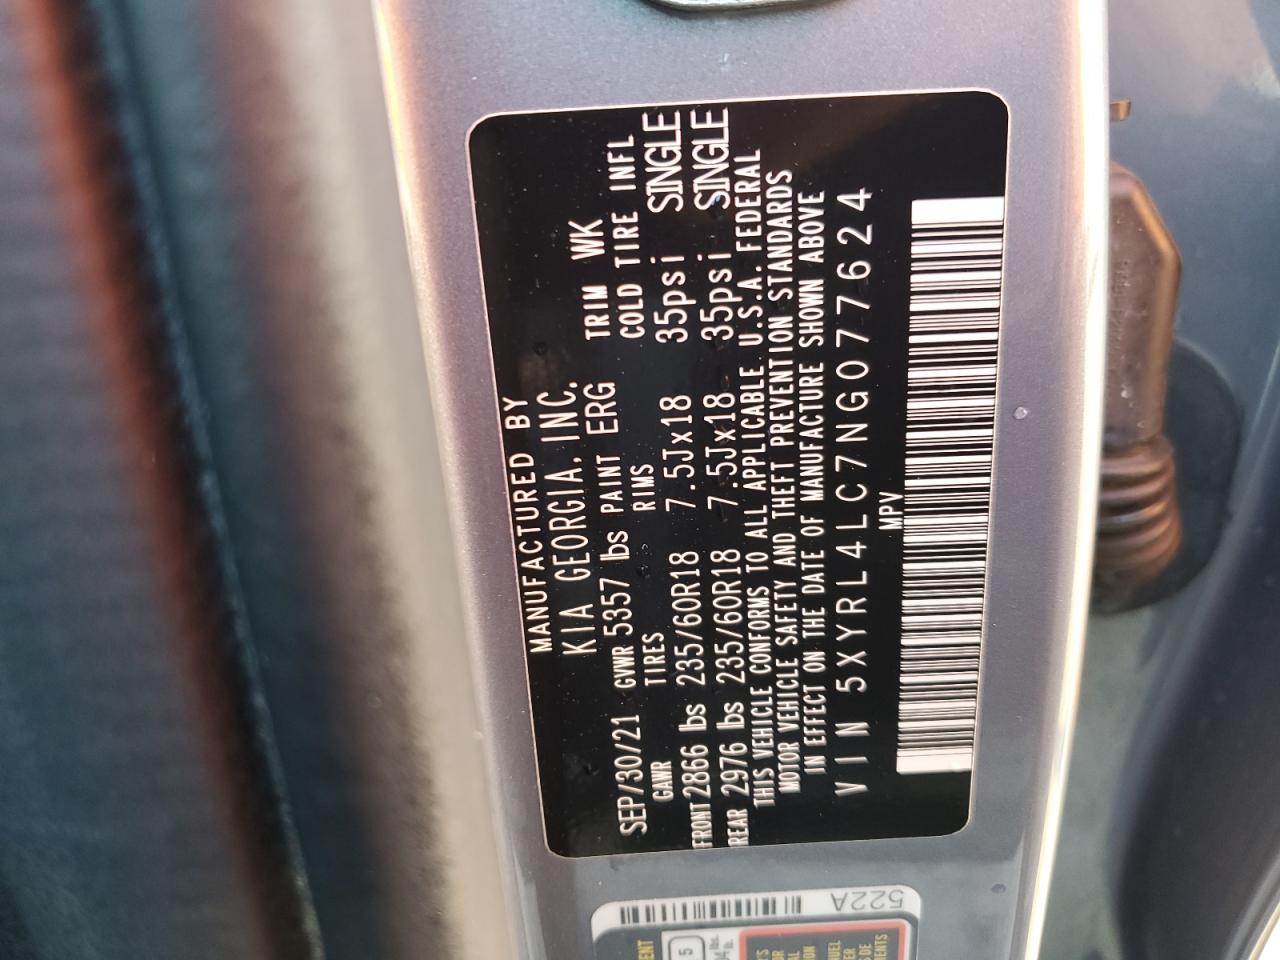 MANUFACTURED BY
KIA GEORGIA, INC.
SEP/30/21 GVWR 5357 lbs PAINT ERG TRIM WK
GAWR TIRES RIMS COLD TIRE INFL
FRONT 2866 lbs 235/60R18 7.5Jx18 35psi SINGLE
REAR 2976 lbs 235/60R18 7.5Jx18 35psi SINGLE
THIS VEHICLE CONFORMS TO ALL APPLICABLE U.S.A. FEDERAL
MOTOR VEHICLE SAFETY AND THEFT PREVENTION STANDARDS
IN EFFECT ON THE DATE OF MANUFACTURE SHOWN ABOVE
VIN 5XYRL4LC7NG077624
MPV
522A